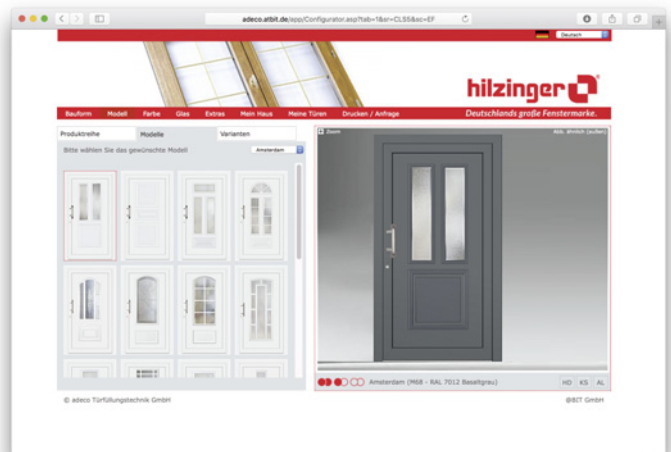 adeco.atbit.de/app/Configurator.asp?tab=1&sr=CLSS&sc=EF
Deutsch
hilzinger
Bauform Modell Farbe Glas Extras Mein Haus Meine Türen Drucken / Anfrage
Deutschlands große Fenstermarke.
Produktreihe Modelle Varianten
Bitte wählen Sie das gewünschte Modell Amsterdam
Zoom Abb. ähnlich (außen)
Amsterdam (M68 - RAL 7012 Basaltgrau) HD KS AL
© adeco Türfüllungstechnik GmbH @BIT GmbH